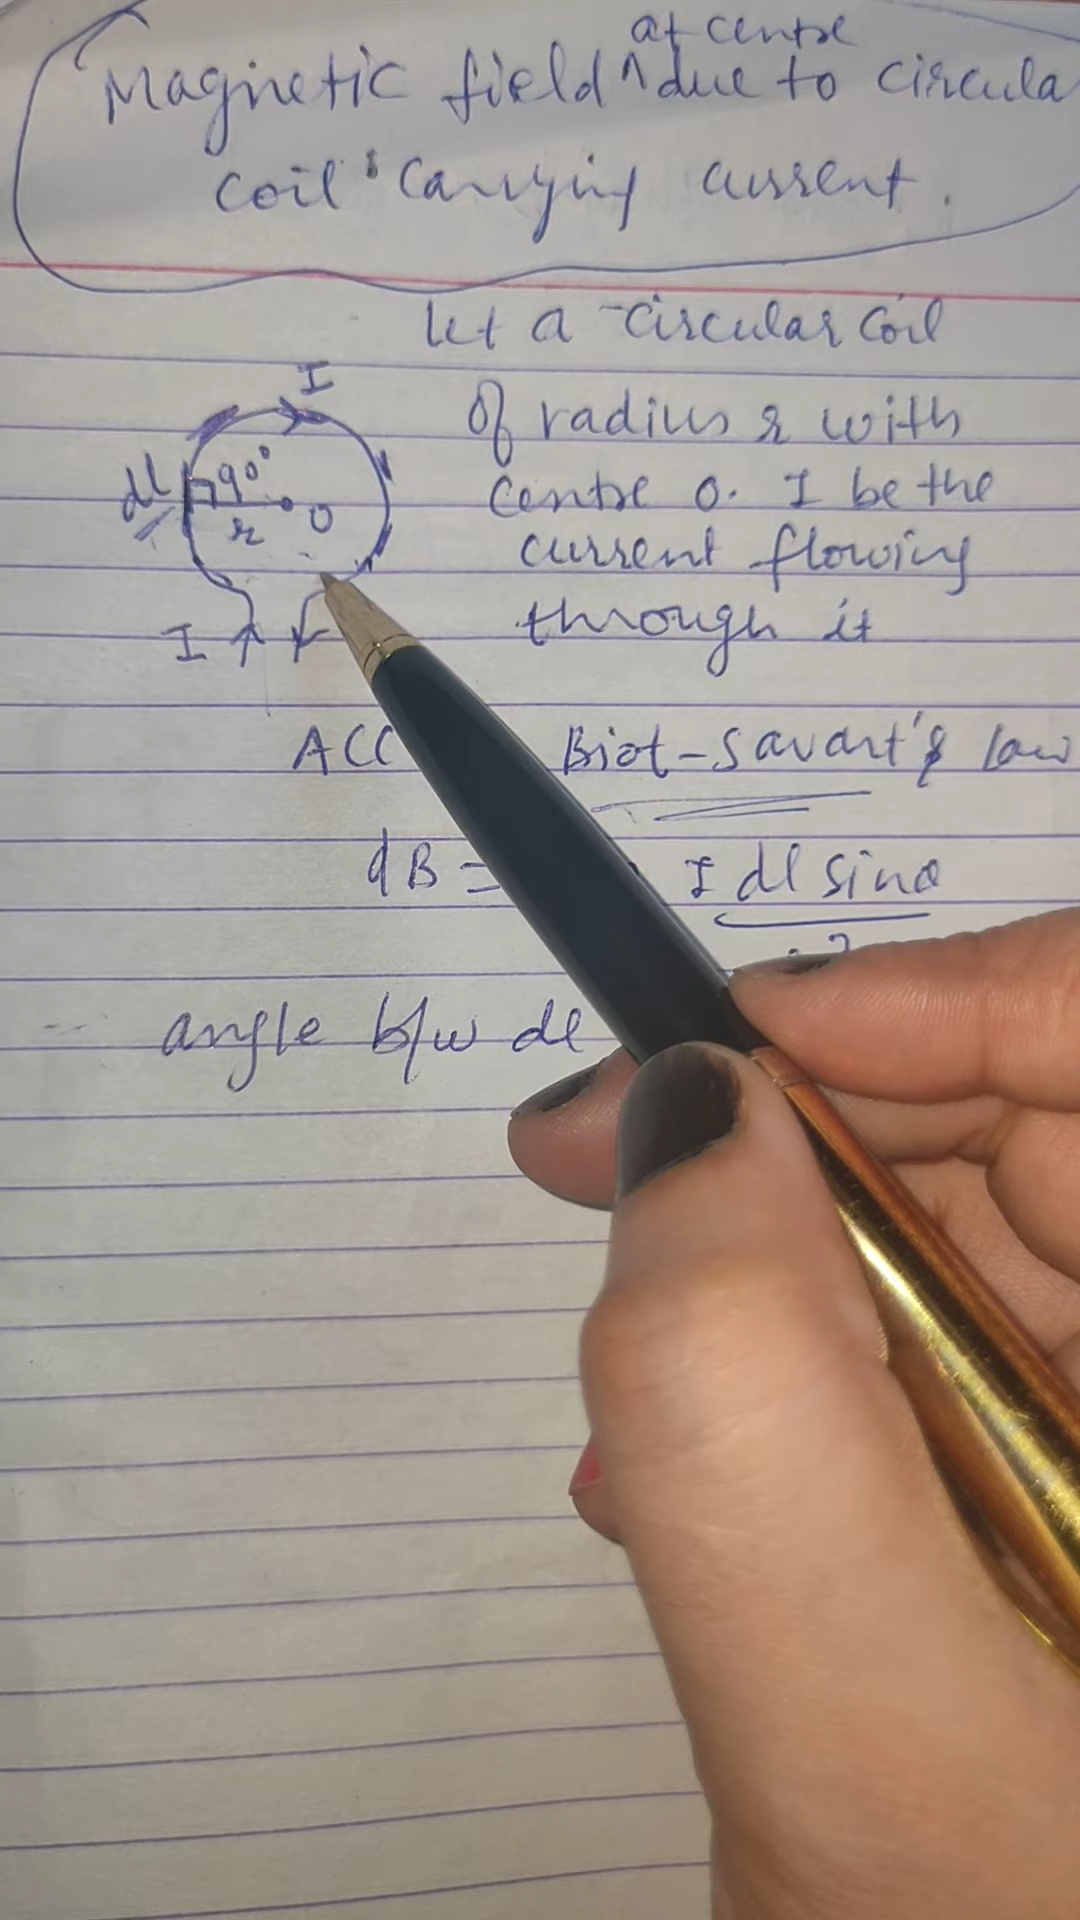 at centre
Magnetic field ^ due to circula
coil carrying current.
let a circular coil
I
of radius r with
dl 90°
centre O. I be the
r O
current flowing
I through it
ACC Biot-Savart's law
dB = I dl sinθ
angle b/w dl